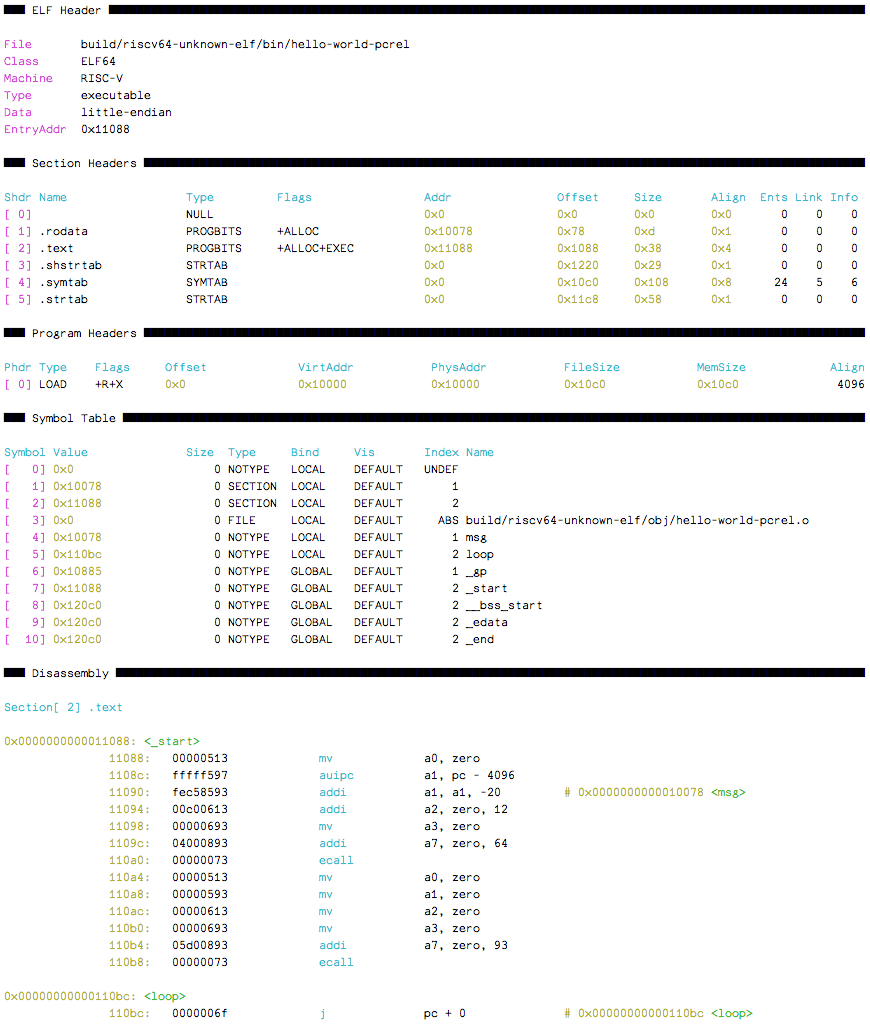 ELF Header
File build/riscv64-unknown-elf/bin/hello-world-pcrel
Class ELF64
Machine RISC-V
Type executable
Data little-endian
EntryAddr 0x11088
Section Headers
Shdr Name Type Flags Addr Offset Size Align Ents Link Info
[ 0] NULL 0x0 0x0 0x0 0x0 0 0 0
[ 1] .rodata PROGBITS +ALLOC 0x10078 0x78 0xd 0x1 0 0 0
[ 2] .text PROGBITS +ALLOC+EXEC 0x11088 0x1088 0x38 0x4 0 0 0
[ 3] .shstrtab STRTAB 0x0 0x1220 0x29 0x1 0 0 0
[ 4] .symtab SYMTAB 0x0 0x10c0 0x108 0x8 24 5 6
[ 5] .strtab STRTAB 0x0 0x11c8 0x58 0x1 0 0 0
Program Headers
Phdr Type Flags Offset VirtAddr PhysAddr FileSize MemSize Align
[ 0] LOAD +R+X 0x0 0x10000 0x10000 0x10c0 0x10c0 4096
Symbol Table
Symbol Value Size Type Bind Vis Index Name
[ 0] 0x0 0 NOTYPE LOCAL DEFAULT UNDEF
[ 1] 0x10078 0 SECTION LOCAL DEFAULT 1
[ 2] 0x11088 0 SECTION LOCAL DEFAULT 2
[ 3] 0x0 0 FILE LOCAL DEFAULT ABS build/riscv64-unknown-elf/obj/hello-world-pcrel.o
[ 4] 0x10078 0 NOTYPE LOCAL DEFAULT 1 msg
[ 5] 0x110bc 0 NOTYPE LOCAL DEFAULT 2 loop
[ 6] 0x10885 0 NOTYPE GLOBAL DEFAULT 1 _gp
[ 7] 0x11088 0 NOTYPE GLOBAL DEFAULT 2 _start
[ 8] 0x120c0 0 NOTYPE GLOBAL DEFAULT 2 __bss_start
[ 9] 0x120c0 0 NOTYPE GLOBAL DEFAULT 2 _edata
[ 10] 0x120c0 0 NOTYPE GLOBAL DEFAULT 2 _end
Disassembly
Section[ 2] .text
0x0000000000011088: <_start>
11088: 00000513 mv a0, zero
1108c: fffff597 auipc a1, pc - 4096
11090: fec58593 addi a1, a1, -20 # 0x0000000000010078 <msg>
11094: 00c00613 addi a2, zero, 12
11098: 00000693 mv a3, zero
1109c: 04000893 addi a7, zero, 64
110a0: 00000073 ecall
110a4: 00000513 mv a0, zero
110a8: 00000593 mv a1, zero
110ac: 00000613 mv a2, zero
110b0: 00000693 mv a3, zero
110b4: 05d00893 addi a7, zero, 93
110b8: 00000073 ecall
0x00000000000110bc: <loop>
110bc: 0000006f j pc + 0 # 0x00000000000110bc <loop>